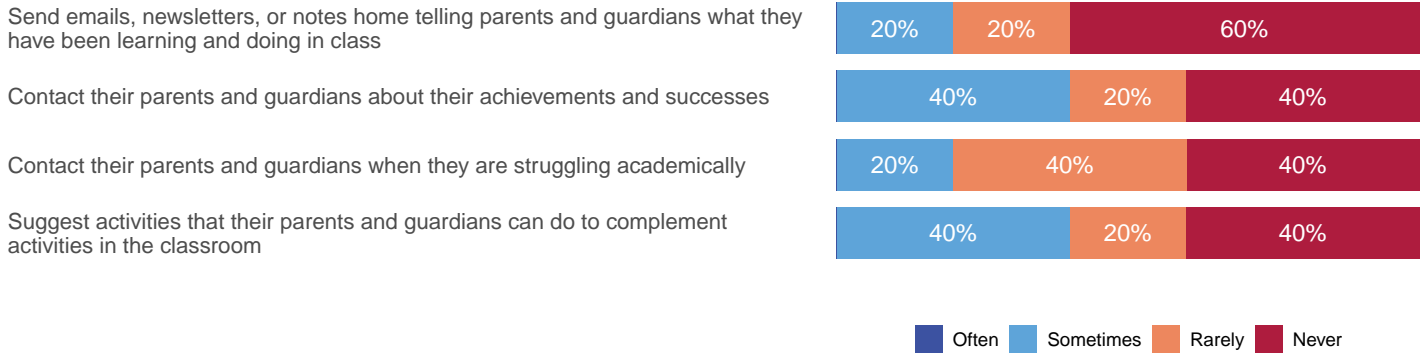 Send emails, newsletters, or notes home telling parents and guardians what they
have been learning and doing in class
20% 20% 60%
Contact their parents and guardians about their achievements and successes
40% 20% 40%
Contact their parents and guardians when they are struggling academically
20% 40% 40%
Suggest activities that their parents and guardians can do to complement
activities in the classroom
40% 20% 40%
Often Sometimes Rarely Never